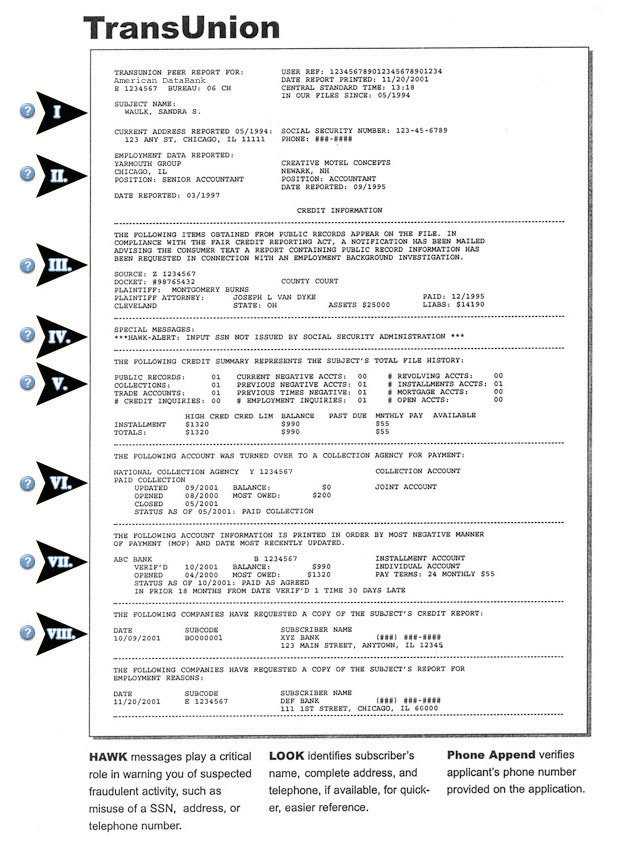 TransUnion
TRANSUNION PEER REPORT FOR: USER REF: 123456789012345678901234
American DataBank DATE REPORT PRINTED: 11/20/2001
E 1234567 BUREAU: 06 CH CENTRAL STANDARD TIME: 13:18
IN OUR FILES SINCE: 05/1994
? I
SUBJECT NAME:
WAULK, SANDRA S.
CURRENT ADDRESS REPORTED 05/1994: SOCIAL SECURITY NUMBER: 123-45-6789
123 ANY ST, CHICAGO, IL 11111 PHONE: ###-####
? II.
EMPLOYMENT DATA REPORTED:
YARMOUTH GROUP CREATIVE MOTEL CONCEPTS
CHICAGO, IL NEWARK, NH
POSITION: SENIOR ACCOUNTANT POSITION: ACCOUNTANT
DATE REPORTED: 09/1995
DATE REPORTED: 03/1997
CREDIT INFORMATION
? III.
THE FOLLOWING ITEMS OBTAINED FROM PUBLIC RECORDS APPEAR ON THE FILE. IN
COMPLIANCE WITH THE FAIR CREDIT REPORTING ACT, A NOTIFICATION HAS BEEN MAILED
ADVISING THE CONSUMER TEAT A REPORT CONTAINING PUBLIC RECORD INFORMATION HAS
BEEN REQUESTED IN CONNECTION WITH AN EMPLOYMENT BACKGROUND INVESTIGATION.
SOURCE: Z 1234567
DOCKET: #98765432 COUNTY COURT
PLAINTIFF: MONTGOMERY BURNS
PLAINTIFF ATTORNEY: JOSEPH L VAN DYKE PAID: 12/1995
CLEVELAND STATE: OH ASSETS $25000 LIABS: $14190
? IV.
SPECIAL MESSAGES:
***HAWK-ALERT: INPUT SSN NOT ISSUED BY SOCIAL SECURITY ADMINISTRATION ***
? V.
THE FOLLOWING CREDIT SUMMARY REPRESENTS THE SUBJECT'S TOTAL FILE HISTORY:
PUBLIC RECORDS: 01 CURRENT NEGATIVE ACCTS: 00 # REVOLVING ACCTS: 00
COLLECTIONS: 01 PREVIOUS NEGATIVE ACCTS: 01 # INSTALLMENTS ACCTS: 01
TRADE ACCOUNTS: 01 PREVIOUS TIMES NEGATIVE: 01 # MORTGAGE ACCTS: 00
# CREDIT INQUIRIES: 00 # EMPLOYMENT INQUIRIES: 01 # OPEN ACCTS: 00
HIGH CRED CRED LIM BALANCE PAST DUE MNTHLY PAY AVAILABLE
INSTALLMENT $1320 $990 $55
TOTALS: $1320 $990 $55
? VI.
THE FOLLOWING ACCOUNT WAS TURNED OVER TO A COLLECTION AGENCY FOR PAYMENT:
NATIONAL COLLECTION AGENCY Y 1234567 COLLECTION ACCOUNT
PAID COLLECTION
UPDATED 09/2001 BALANCE: $0 JOINT ACCOUNT
OPENED 08/2000 MOST OWED: $200
CLOSED 05/2001
STATUS AS OF 05/2001: PAID COLLECTION
? VII.
THE FOLLOWING ACCOUNT INFORMATION IS PRINTED IN ORDER BY MOST NEGATIVE MANNER
OF PAYMENT (MOP) AND DATE MOST RECENTLY UPDATED.
ABC BANK B 1234567 INSTALLMENT ACCOUNT
VERIF'D 10/2001 BALANCE: $990 INDIVIDUAL ACCOUNT
OPENED 04/2000 MOST OWED: $1320 PAY TERMS: 24 MONTHLY $55
STATUS AS OF 10/2001: PAID AS AGREED
IN PRIOR 18 MONTHS FROM DATE VERIF'D 1 TIME 30 DAYS LATE
? VIII.
THE FOLLOWING COMPANIES HAVE REQUESTED A COPY OF THE SUBJECT'S CREDIT REPORT:
DATE SUBCODE SUBSCRIBER NAME
10/09/2001 BO000001 XYZ BANK (###) ###-####
123 MAIN STREET, ANYTOWN, IL 12345
THE FOLLOWING COMPANIES HAVE REQUESTED A COPY OF THE SUBJECT'S REPORT FOR
EMPLOYMENT REASONS:
DATE SUBCODE SUBSCRIBER NAME
11/20/2001 E 1234567 DEF BANK (###) ###-####
111 1ST STREET, CHICAGO, IL 60000
HAWK messages play a critical
role in warning you of suspected
fraudulent activity, such as
misuse of a SSN, address, or
telephone number.
LOOK identifies subscriber's
name, complete address, and
telephone, if available, for quick-
er, easier reference.
Phone Append verifies
applicant's phone number
provided on the application.